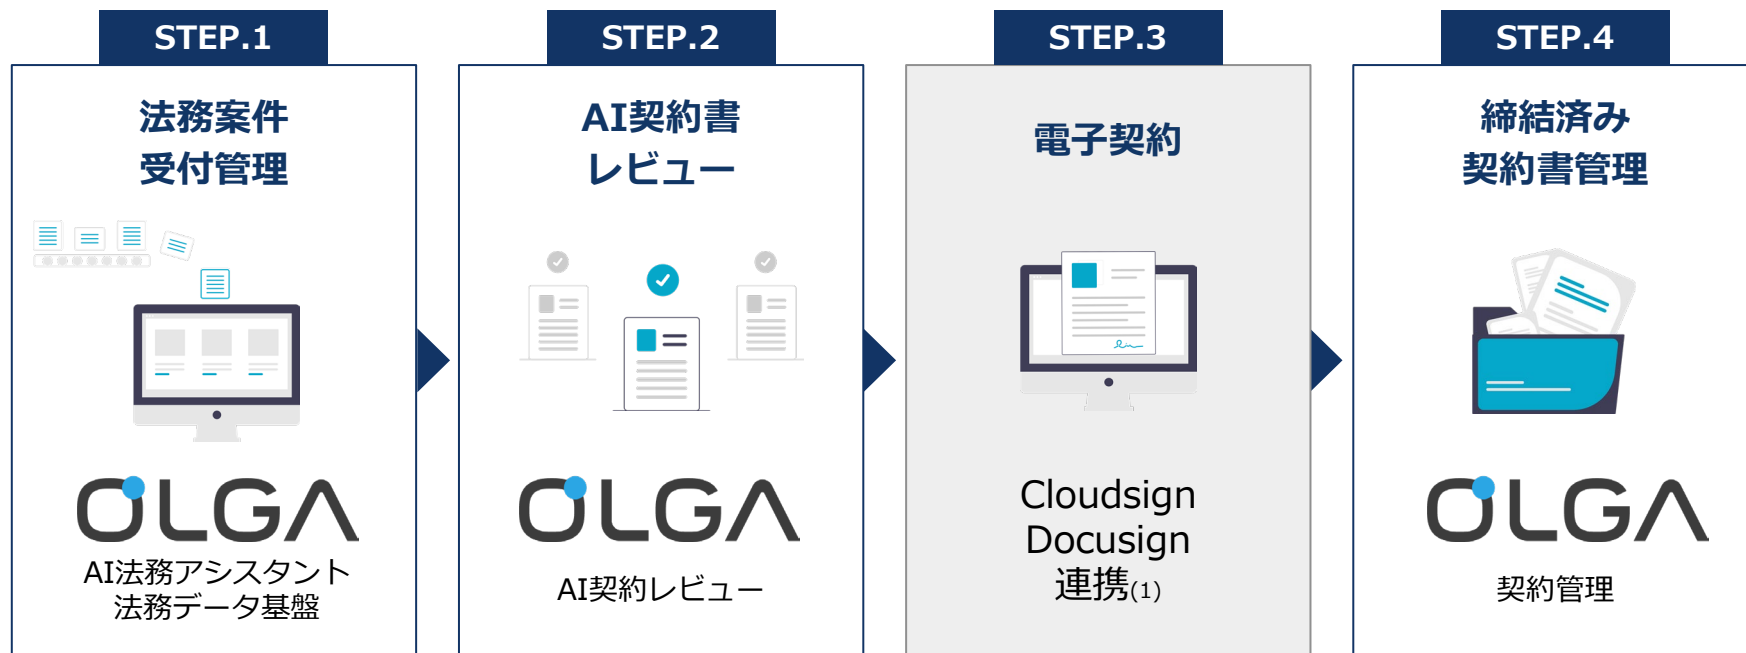 STEP.1
法務案件
受付管理
OLGA
AI法務アシスタント
法務データ基盤
STEP.2
AI契約書
レビュー
OLGA
AI契約レビュー
STEP.3
電子契約
Cloudsign
Docusign
連携(1)
STEP.4
締結済み
契約書管理
OLGA
契約管理